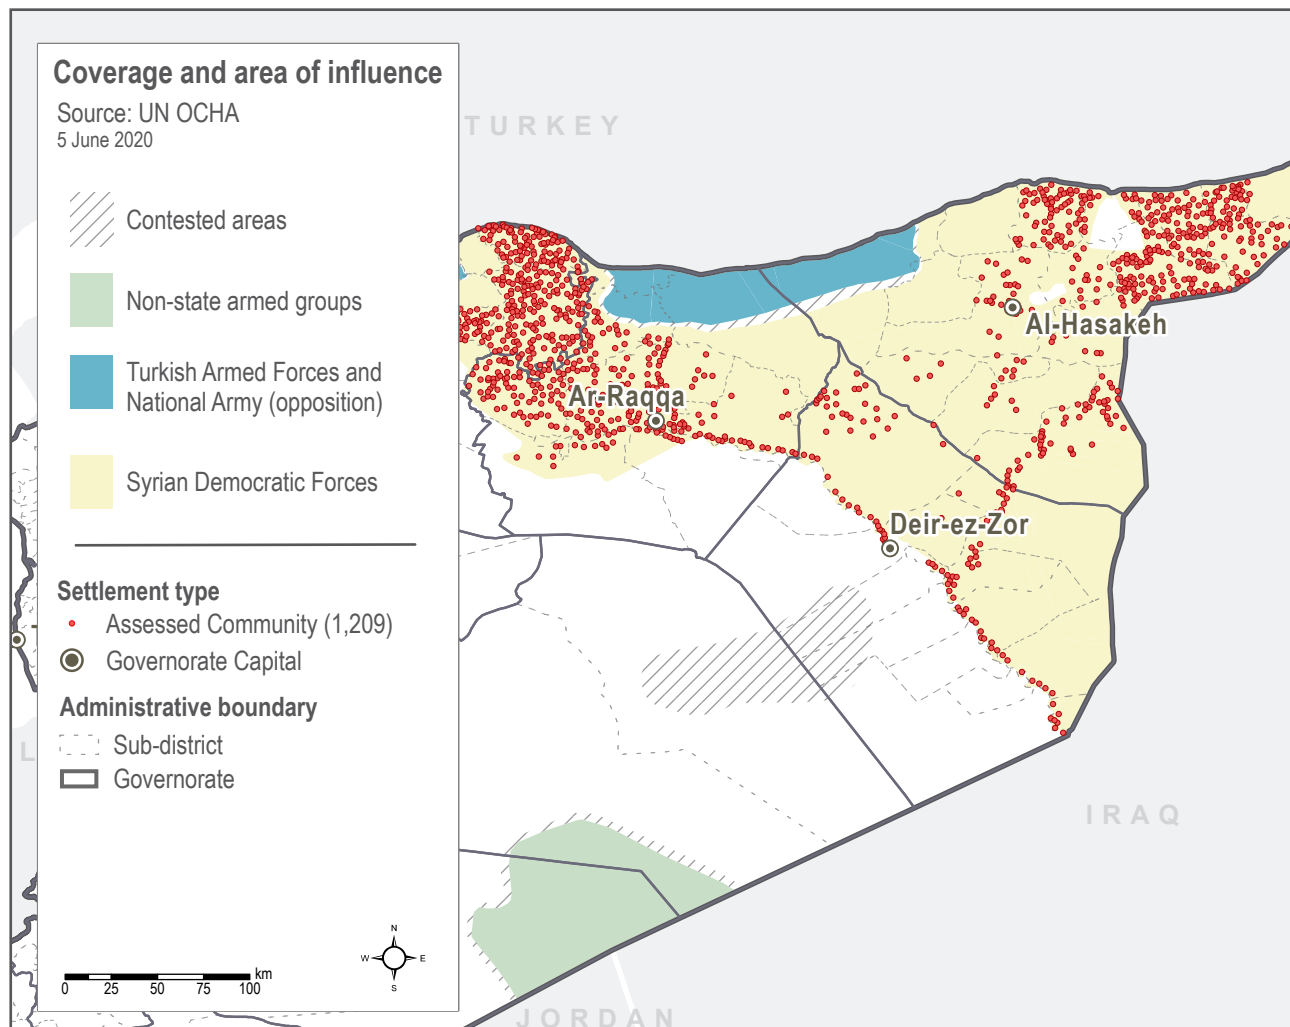 Coverage and area of influence
Source: UN OCHA
5 June 2020
Contested areas
Non-state armed groups
Turkish Armed Forces and
National Army (opposition)
Syrian Democratic Forces
Settlement type
Assessed Community (1,209)
Governorate Capital
Administrative boundary
Sub-district
Governorate
N
W E
S
km
0 25 50 75 100
TURKEY
Al-Hasakeh
Ar-Raqqa
Deir-ez-Zor
IRAQ
JORDAN